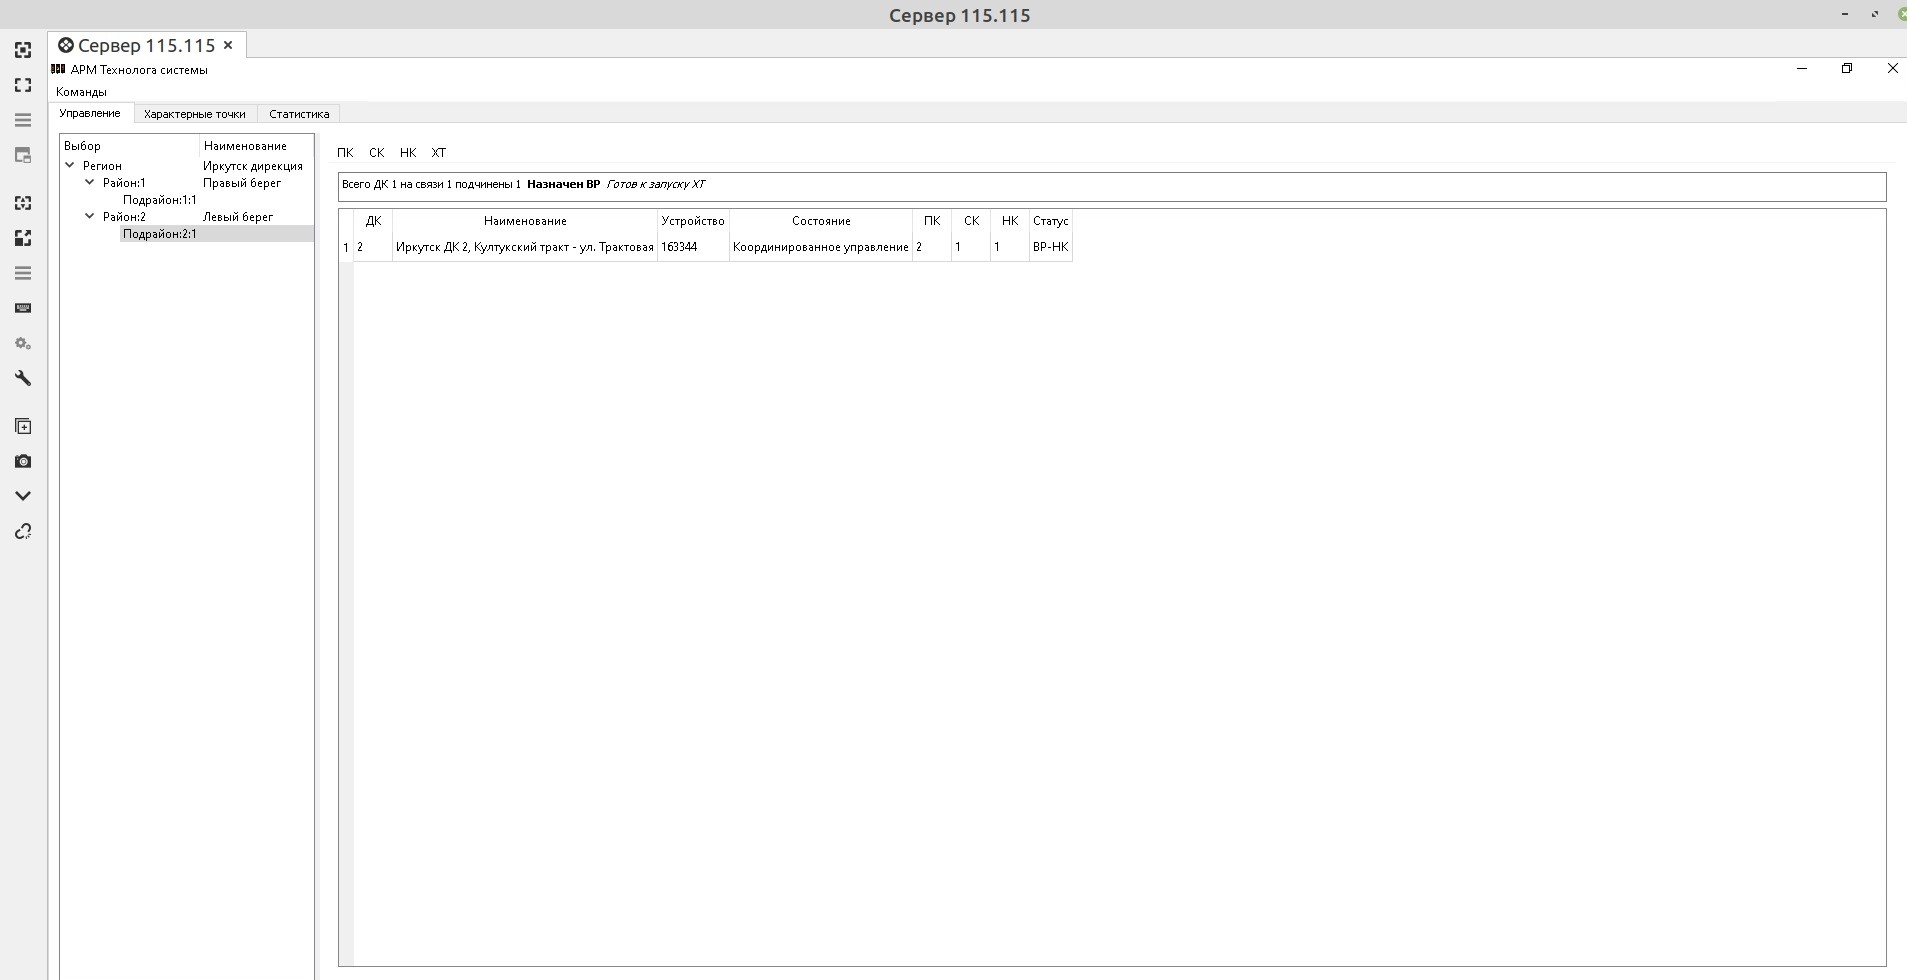 Сервер 115.115
Сервер 115.115
АРМ Технолога системы
Команды
Управление Характерные точки Статистика
Выбор Наименование
Регион Иркутск дирекция
Район:1 Правый берег
Подрайон:1:1
Район:2 Левый берег
Подрайон:2:1
ПК СК НК ХТ
Всего ДК 1 на связи 1 подчинены 1 Назначен ВР Готов к запуску ХТ
ДК Наименование Устройство Состояние ПК СК НК Статус
1 2 Иркутск ДК 2, Култукский тракт - ул. Трактовая 163344 Координированное управление 2 1 1 ВР-НК